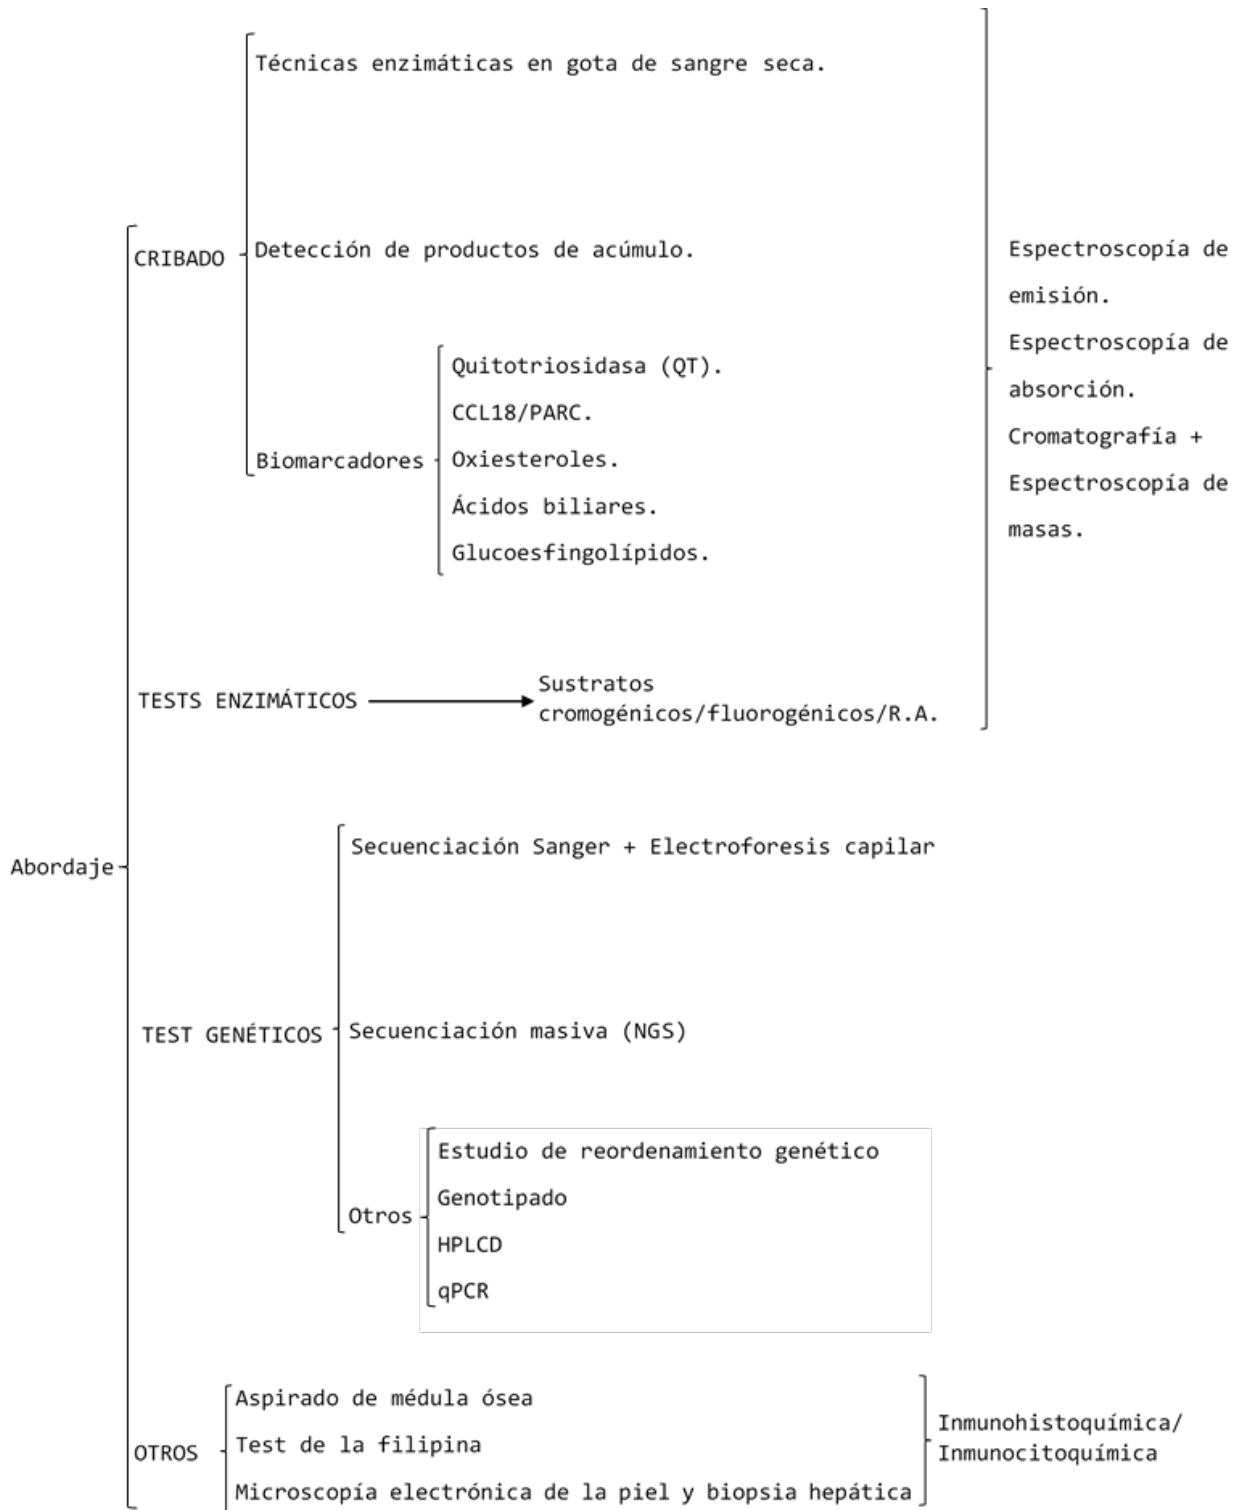 Técnicas enzimáticas en gota de sangre seca.
CRIBADO
Detección de productos de acúmulo.
Quitotriosidasa (QT).
CCL18/PARC.
Biomarcadores
Oxiesteroles.
Ácidos biliares.
Glucoesfingolípidos.
Espectroscopía de
emisión.
Espectroscopía de
absorción.
Cromatografía +
Espectroscopía de
masas.
TESTS ENZIMÁTICOS
Sustratos
cromogénicos/fluorogénicos/R.A.
Abordaje
Secuenciación Sanger + Electroforesis capilar
TEST GENÉTICOS
Secuenciación masiva (NGS)
Otros
Estudio de reordenamiento genético
Genotipado
HPLCD
qPCR
OTROS
Aspirado de médula ósea
Test de la filipina
Microscopía electrónica de la piel y biopsia hepática
Inmunohistoquímica/
Inmunocitoquímica